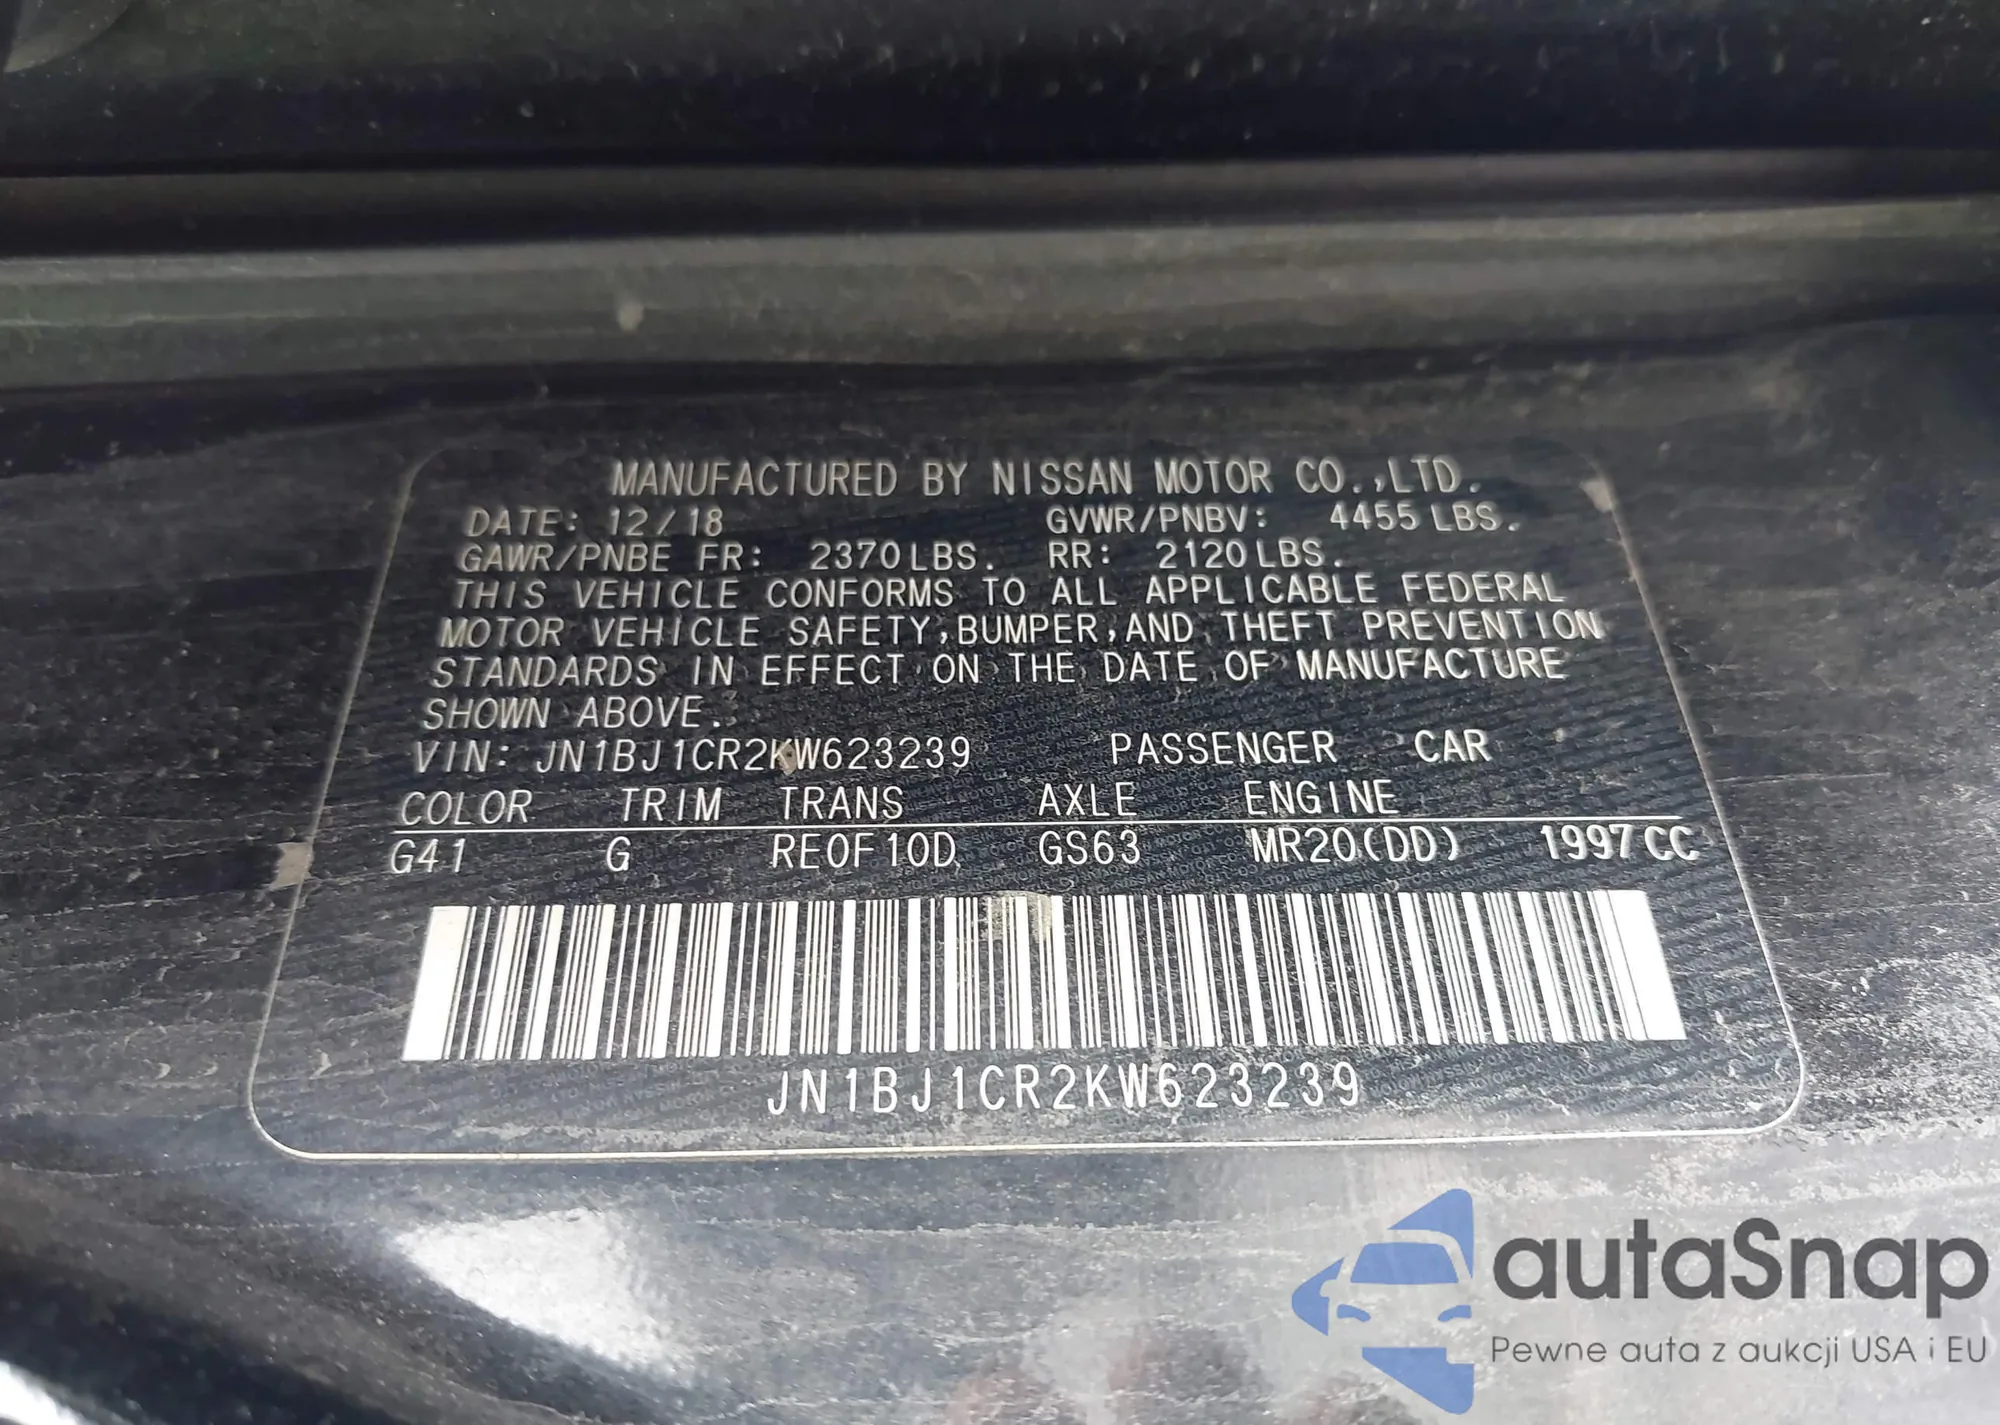 MANUFACTURED BY NISSAN MOTOR CO.,LTD.
DATE: 12/18 GVWR/PNBV: 4455 LBS.
GAWR/PNBE FR: 2370 LBS. RR: 2120 LBS.
THIS VEHICLE CONFORMS TO ALL APPLICABLE FEDERAL
MOTOR VEHICLE SAFETY,BUMPER,AND THEFT PREVENTION
STANDARDS IN EFFECT ON THE DATE OF MANUFACTURE
SHOWN ABOVE.
VIN: JN1BJ1CR2KW623239 PASSENGER CAR
COLOR TRIM TRANS AXLE ENGINE
G41 G RE0F10D GS63 MR20(DD) 1997 CC
JN1BJ1CR2KW623239
autaSnap
Pewne auta z aukcji USA i EU